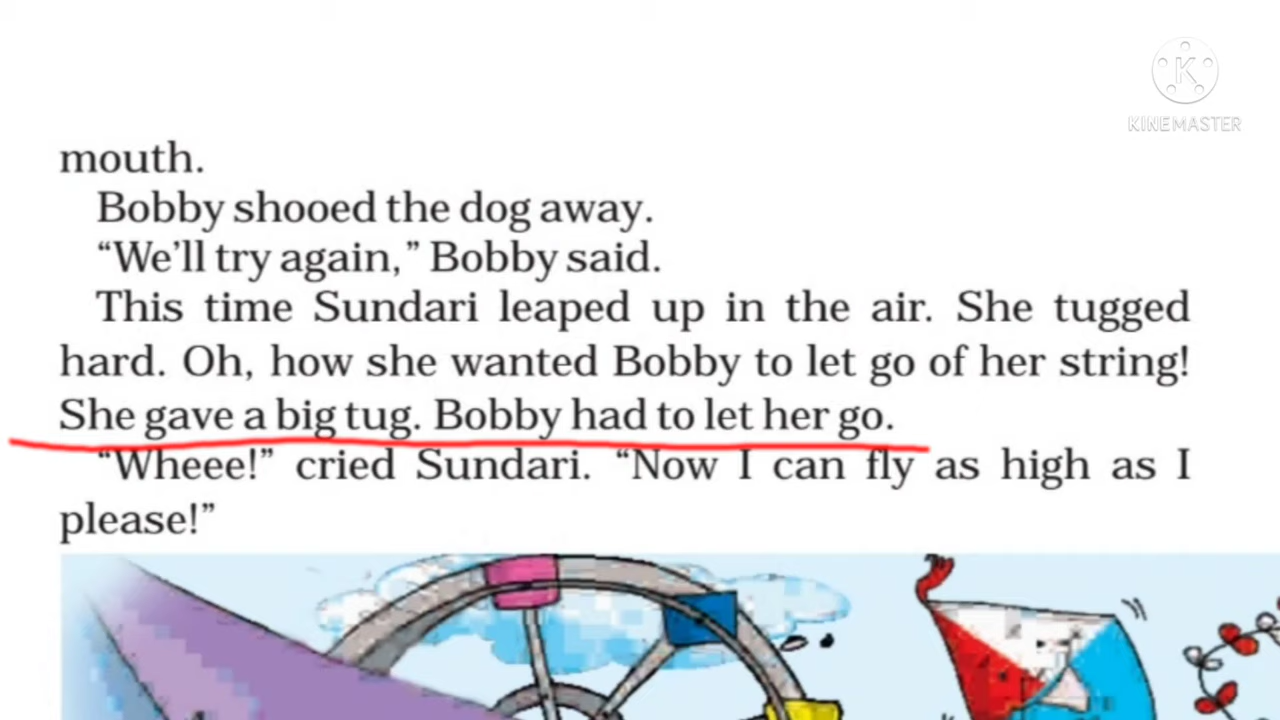 KINEMASTER
mouth.
Bobby shooed the dog away.
“We’ll try again,” Bobby said.
This time Sundari leaped up in the air. She tugged
hard. Oh, how she wanted Bobby to let go of her string!
She gave a big tug. Bobby had to let her go.
“Wheee!” cried Sundari. “Now I can fly as high as I
please!”